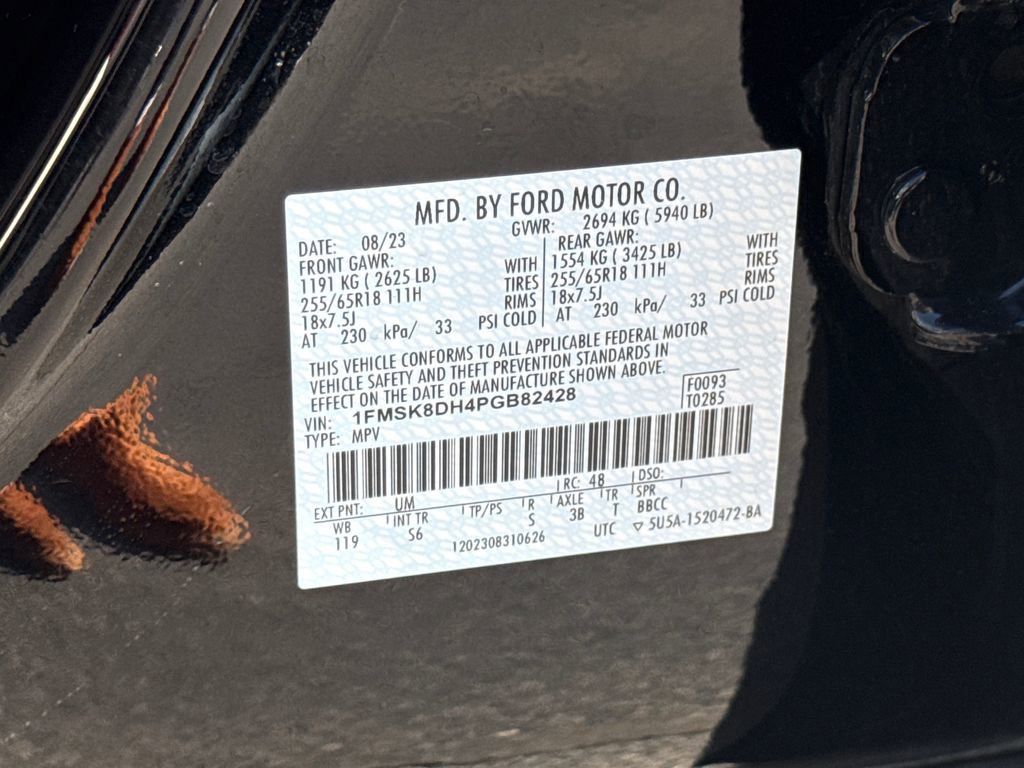 MFD. BY FORD MOTOR CO.
DATE: 08/23 GVWR: 2694 KG ( 5940 LB)
FRONT GAWR: REAR GAWR:
1191 KG ( 2625 LB) WITH 1554 KG ( 3425 LB) WITH
255/65R18 111H TIRES 255/65R18 111H TIRES
18x7.5J RIMS 18x7.5J RIMS
AT 230 kPa/ 33 PSI COLD AT 230 kPa/ 33 PSI COLD
THIS VEHICLE CONFORMS TO ALL APPLICABLE FEDERAL MOTOR
VEHICLE SAFETY AND THEFT PREVENTION STANDARDS IN
EFFECT ON THE DATE OF MANUFACTURE SHOWN ABOVE.
VIN: 1FMSK8DH4PGB82428 F0093
TYPE: MPV T0285
EXT PNT: UM RC: 48 DSO:
WB INT TR TP/PS R AXLE TR SPR
119 S6 S 3B T BBCC
1202308310626 UTC ▽ 5U5A-1520472-BA